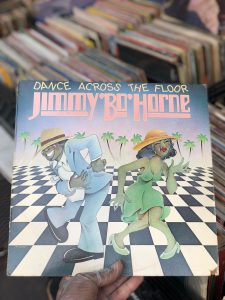 DANCE ACROSS THE FLOOR
Jimmy "Bo" Horne